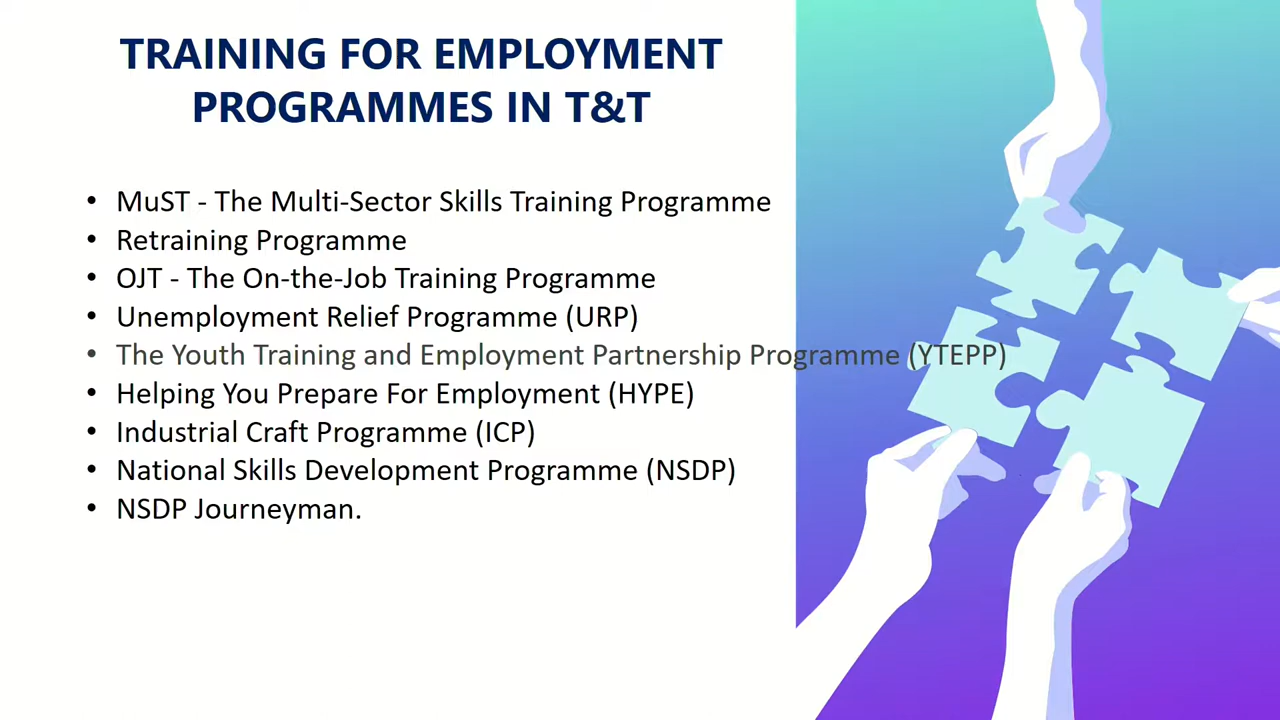 TRAINING FOR EMPLOYMENT
PROGRAMMES IN T&T
• MuST - The Multi-Sector Skills Training Programme
• Retraining Programme
• OJT - The On-the-Job Training Programme
• Unemployment Relief Programme (URP)
• The Youth Training and Employment Partnership Programme (YTEPP)
• Helping You Prepare For Employment (HYPE)
• Industrial Craft Programme (ICP)
• National Skills Development Programme (NSDP)
• NSDP Journeyman.